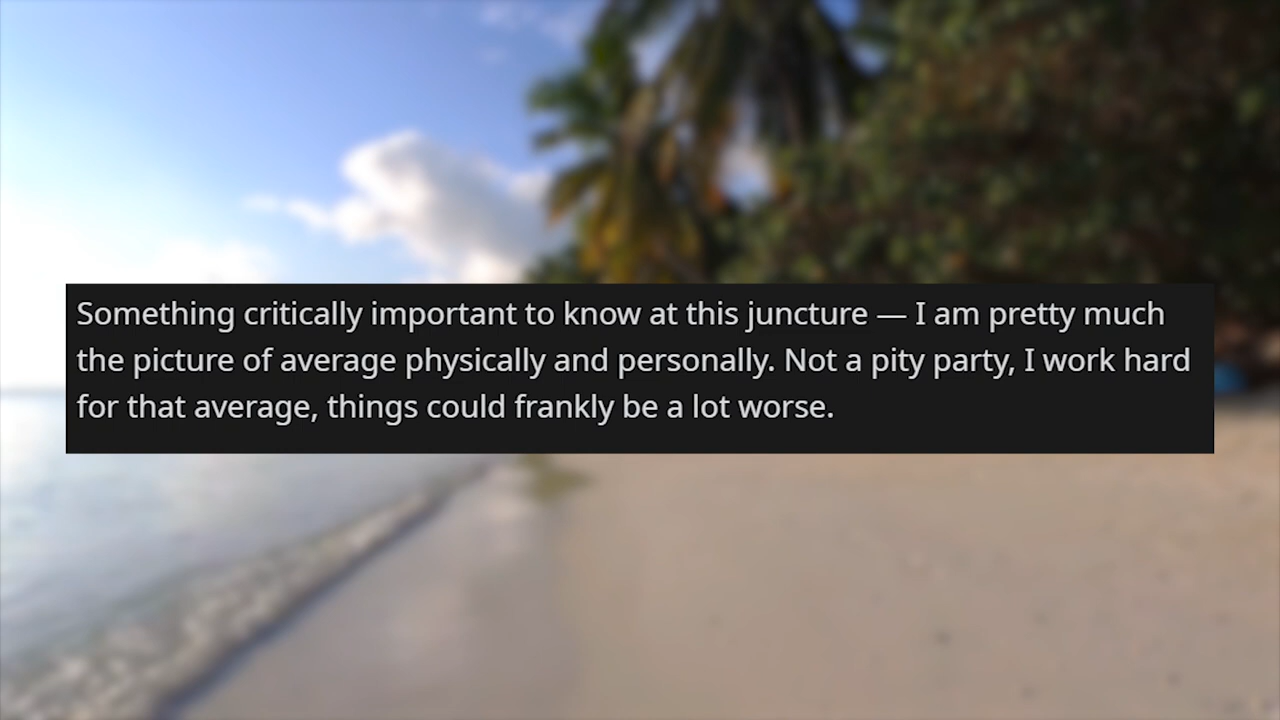 Something critically important to know at this juncture — I am pretty much
the picture of average physically and personally. Not a pity party, I work hard
for that average, things could frankly be a lot worse.